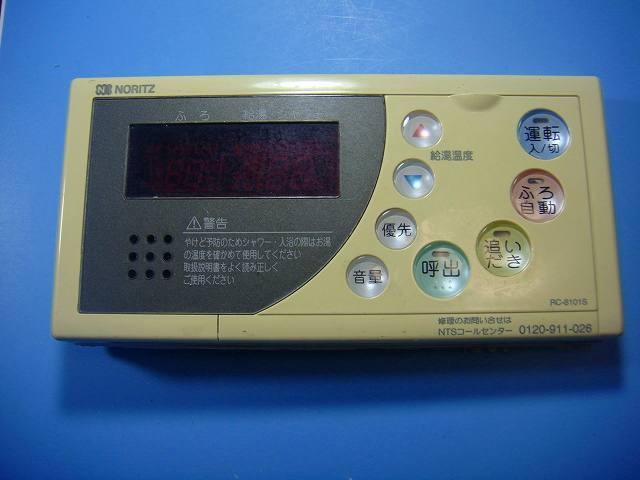 NORITZ
ふろ 給湯
給湯温度
運転
入/切
ふろ
自動
優先
追い
だき
呼出
音量
警告
やけど予防のためシャワー・入浴の際はお湯
の温度を確かめて使用してください
取扱説明書をよく読み正しく
ご使用ください
RC-8101S
修理のお問い合せは
NTSコールセンター 0120-911-026